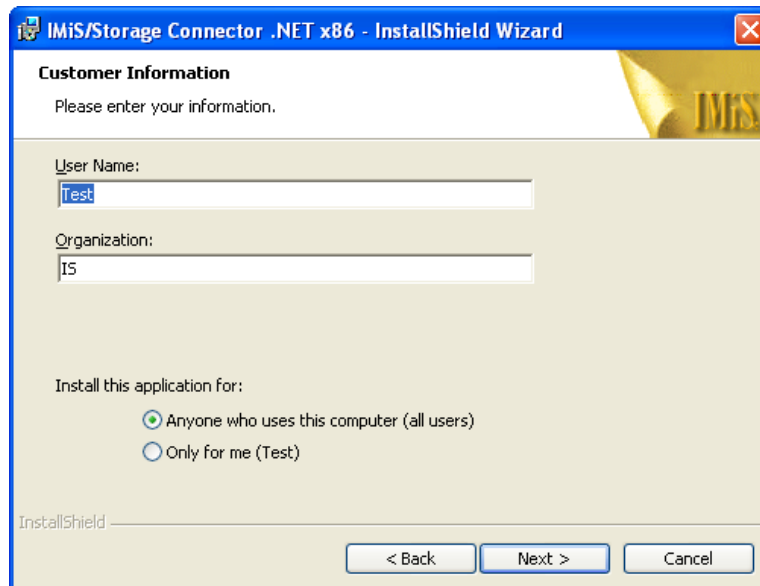 IMiS/Storage Connector .NET x86 - InstallShield Wizard
Customer Information
Please enter your information.
IMiS
User Name:
Test
Organization:
IS
Install this application for:
Anyone who uses this computer (all users)
Only for me (Test)
InstallShield
< Back Next > Cancel